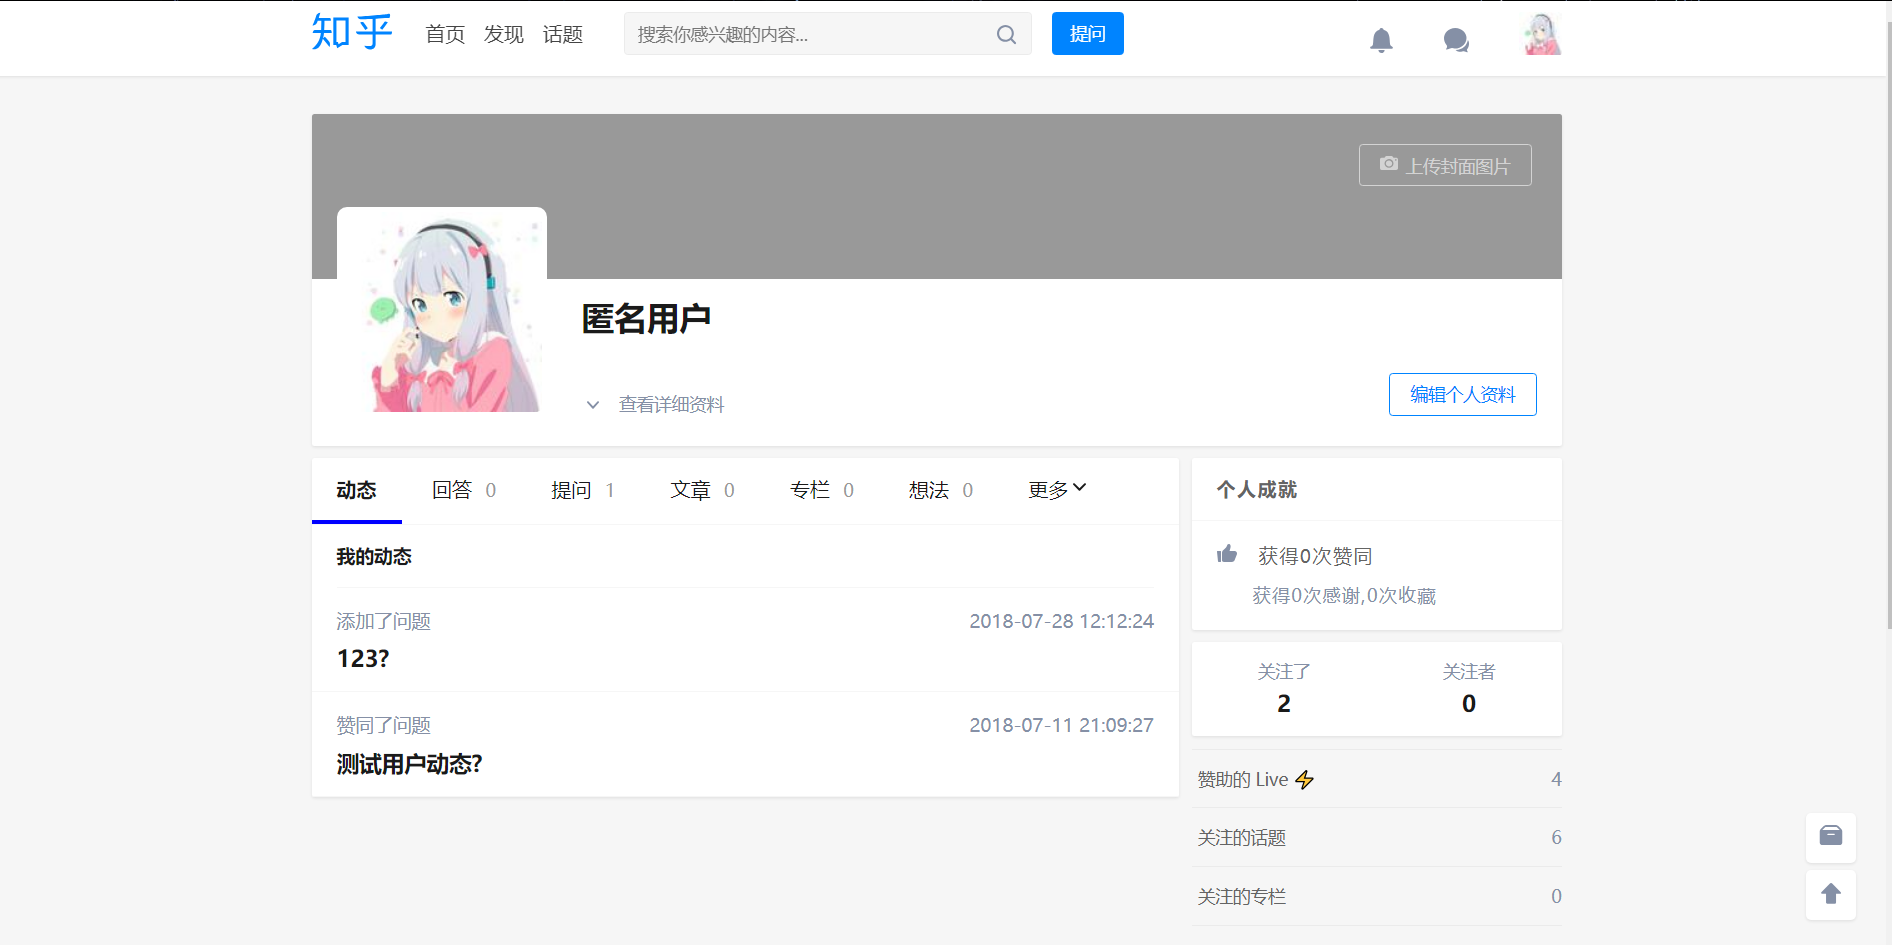 知乎 首页 发现 话题 搜索你感兴趣的内容... 提问
上传封面图片
匿名用户
查看详细资料
编辑个人资料
动态 回答 0 提问 1 文章 0 专栏 0 想法 0 更多
我的动态
添加了问题 2018-07-28 12:12:24
123?
赞同了问题 2018-07-11 21:09:27
测试用户动态?
个人成就
获得0次赞同
获得0次感谢,0次收藏
关注了 关注者
2 0
赞助的 Live ⚡ 4
关注的话题 6
关注的专栏 0